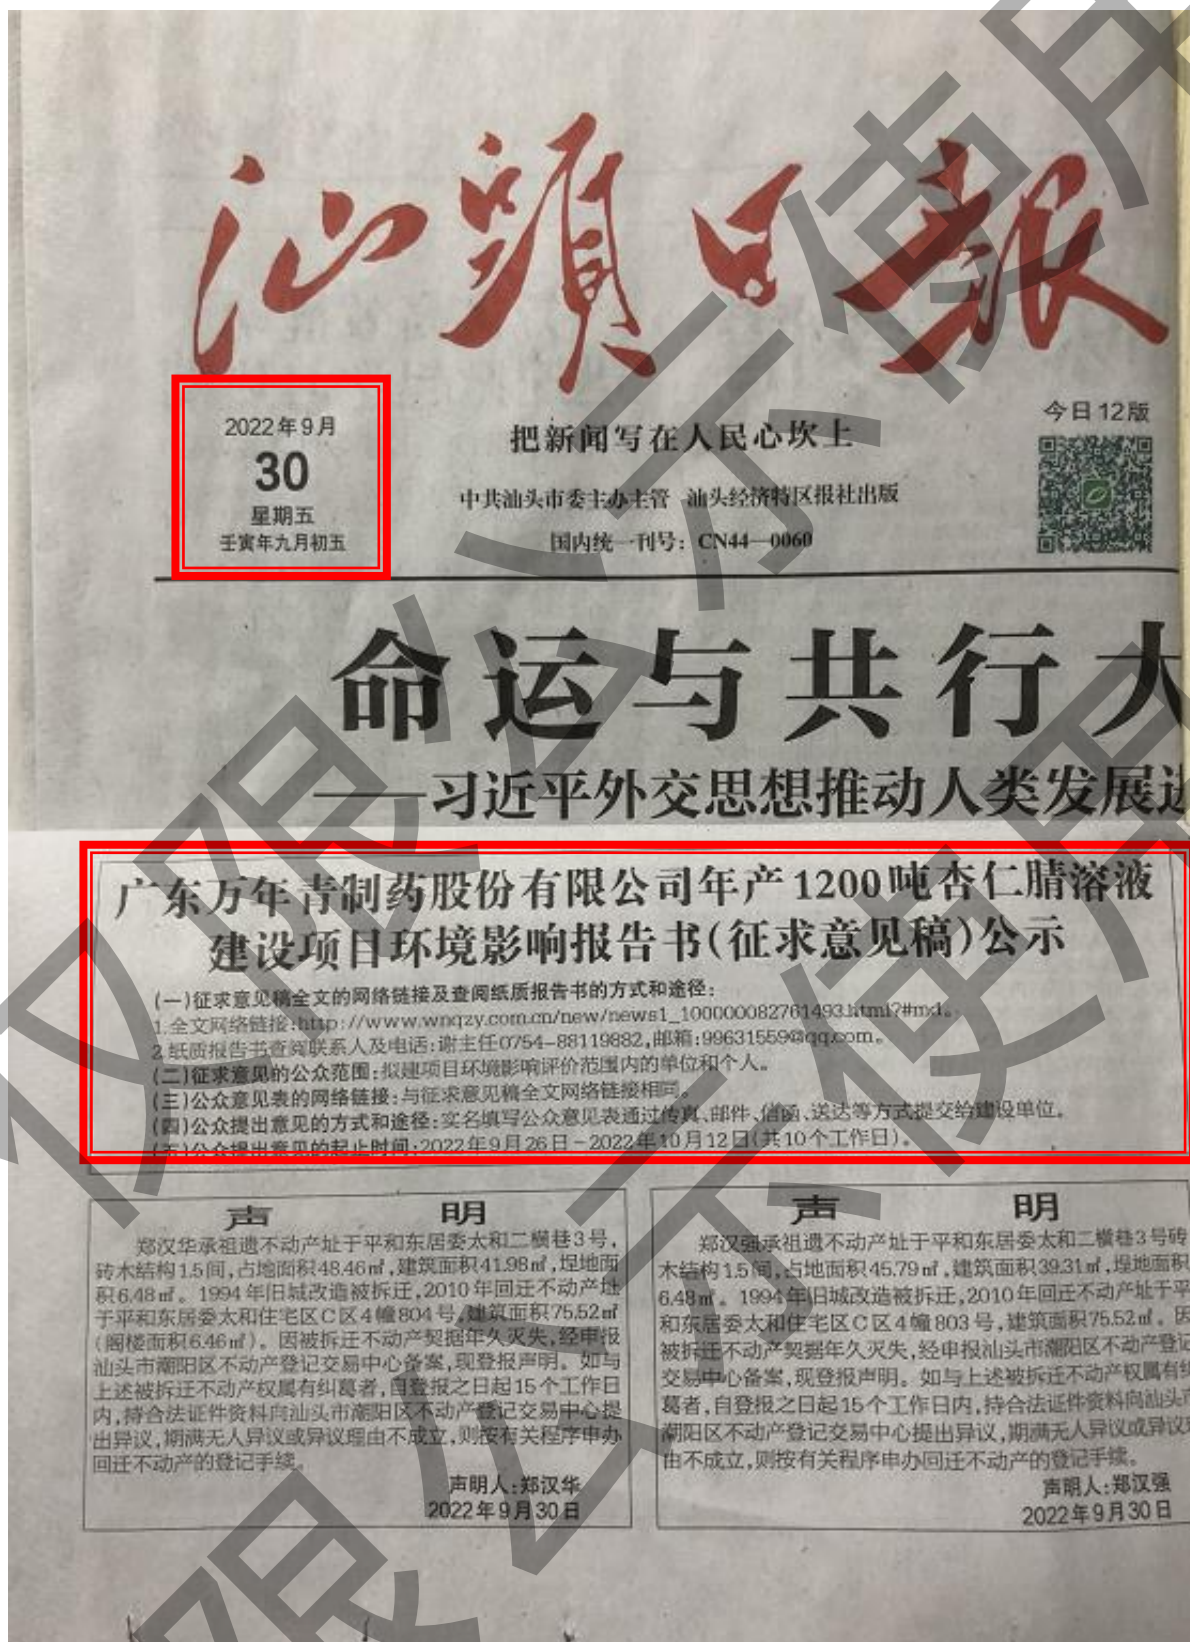 汕頭日報
2022年9月
30
星期五
壬寅年九月初五
把新闻写在人民心坎上
中共汕头市委主办主管 汕头经济特区报社出版
国内统一刊号：CN44—0060
今日12版
命运与共行大
——习近平外交思想推动人类发展进
广东万年青制药股份有限公司年产1200吨杏仁腈溶液
建设项目环境影响报告书(征求意见稿)公示
(一)征求意见稿全文的网络链接及查阅纸质报告书的方式和途径：
1.全文网络链接:http://www.wnqzy.com.cn/new/news1_100000082761493.html?#md。
2.纸质报告书查阅联系人及电话:谢主任0754-88119882,邮箱:99631559@qq.com。
(二)征求意见的公众范围:拟建项目环境影响评价范围内的单位和个人。
(三)公众意见表的网络链接:与征求意见稿全文网络链接相同。
(四)公众提出意见的方式和途径:实名填写公众意见表通过传真、邮件、信函、送达等方式提交给建设单位。
(五)公众提出意见的起止时间:2022年9月26日-2022年10月12日(共10个工作日)。
声 明
郑汉华承祖遗不动产址于平和东居委太和二横巷3号，
砖木结构1.5间,占地面积48.46㎡,建筑面积41.98㎡,埕地面
积6.48㎡。1994年旧城改造被拆迁,2010年回迁不动产址
于平和东居委太和住宅区C区4幢804号,建筑面积75.52㎡
(阁楼面积6.46㎡)。因被拆迁不动产契据年久灭失,经申报
汕头市潮阳区不动产登记交易中心备案,现登报声明。如与
上述被拆迁不动产权属有纠葛者,自登报之日起15个工作日
内,持合法证件资料向汕头市潮阳区不动产登记交易中心提
出异议,期满无人异议或异议理由不成立,则按有关程序申办
回迁不动产的登记手续。
声明人:郑汉华
2022年9月30日
声 明
郑汉强承祖遗不动产址于平和东居委太和二横巷3号砖
木结构1.5间,占地面积45.79㎡,建筑面积39.31㎡,埕地面积
6.48㎡。1994年旧城改造被拆迁,2010年回迁不动产址于平
和东居委太和住宅区C区4幢803号,建筑面积75.52㎡。因
被拆迁不动产契据年久灭失,经申报汕头市潮阳区不动产登记
交易中心备案,现登报声明。如与上述被拆迁不动产权属有纠
葛者,自登报之日起15个工作日内,持合法证件资料向汕头市
潮阳区不动产登记交易中心提出异议,期满无人异议或异议理
由不成立,则按有关程序申办回迁不动产的登记手续。
声明人:郑汉强
2022年9月30日
仅限公示使用
仅限公示使用